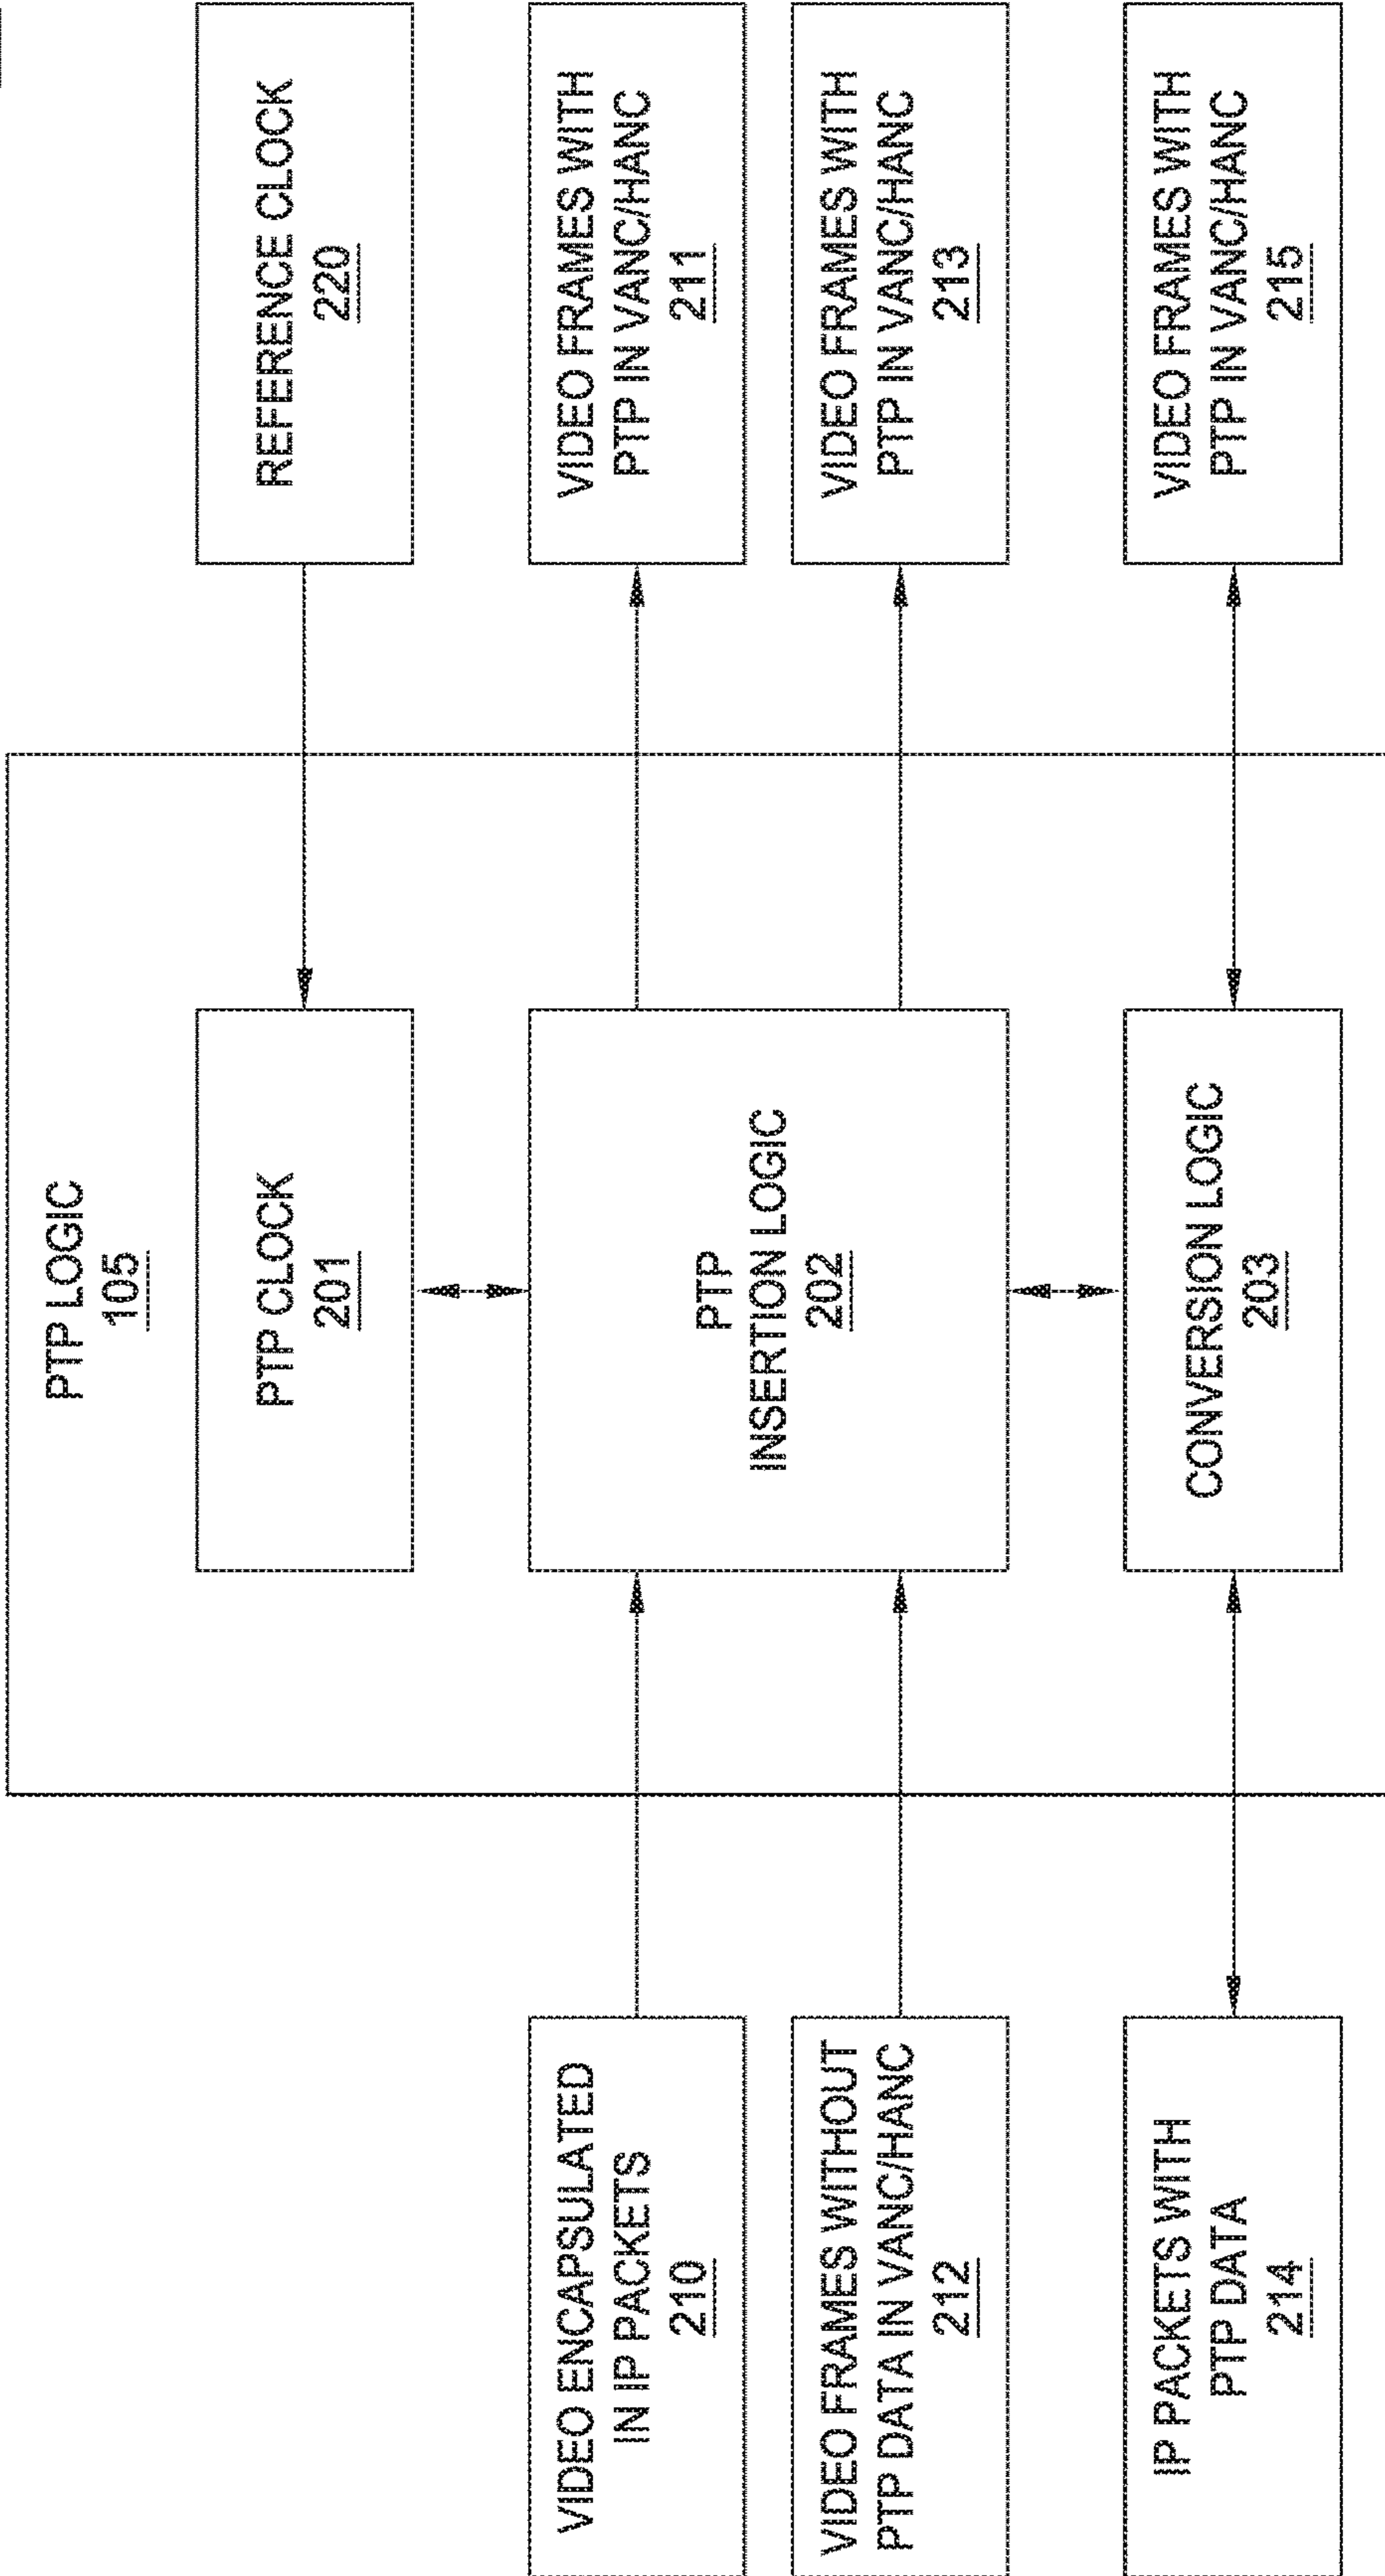 PTP LOGIC
105
VIDEO ENCAPSULATED
IN IP PACKETS
210
VIDEO FRAMES WITHOUT
PTP DATA IN VANC/HANC
212
IP PACKETS WITH
PTP DATA
214
PTP CLOCK
201
PTP
INSERTION LOGIC
202
CONVERSION LOGIC
203
REFERENCE CLOCK
220
VIDEO FRAMES WITH
PTP IN VANC/HANC
211
VIDEO FRAMES WITH
PTP IN VANC/HANC
213
VIDEO FRAMES WITH
PTP IN VANC/HANC
215